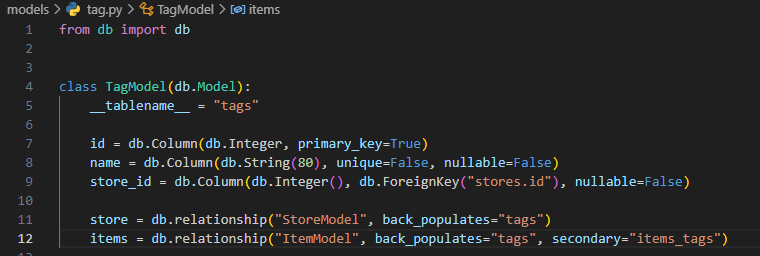 models > tag.py > TagModel > items
1 from db import db
2
3
4 class TagModel(db.Model):
5     __tablename__ = "tags"
6
7     id = db.Column(db.Integer, primary_key=True)
8     name = db.Column(db.String(80), unique=False, nullable=False)
9     store_id = db.Column(db.Integer(), db.ForeignKey("stores.id"), nullable=False)
10
11     store = db.relationship("StoreModel", back_populates="tags")
12     items = db.relationship("ItemModel", back_populates="tags", secondary="items_tags")